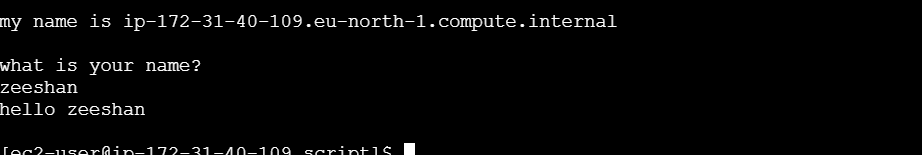 my name is ip-172-31-40-109.eu-north-1.compute.internal
what is your name?
zeeshan
hello zeeshan
[ec2-user@ip-172-31-40-109 script]$